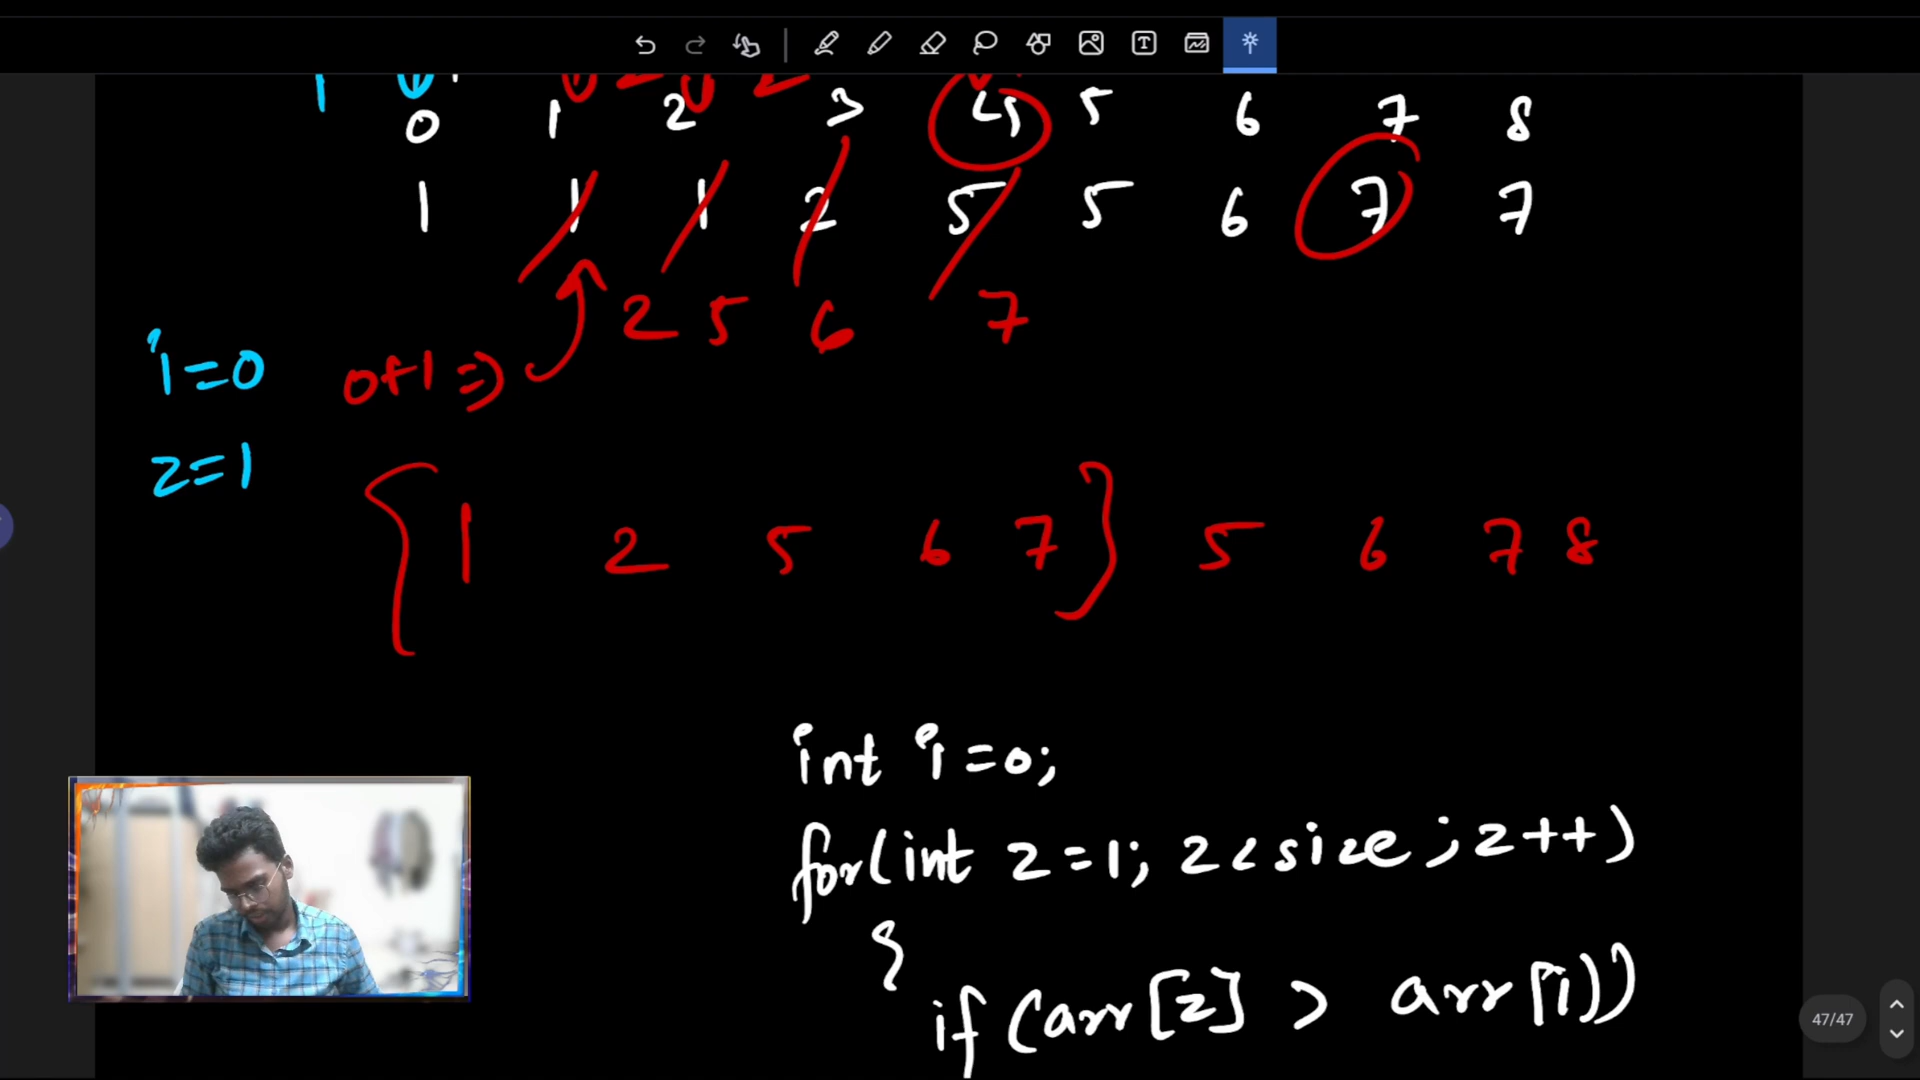 0 1 2 3 4 5 6 7 8
1 1 1 2 5 5 6 7 7
2 5 6 7
i=0 0+1 =>
z=1
{ 1 2 5 6 7 } 5 6 7 8
int i=0;
for(int z=1; z<size; z++)
{
if (arr[z] > arr[i])
47/47